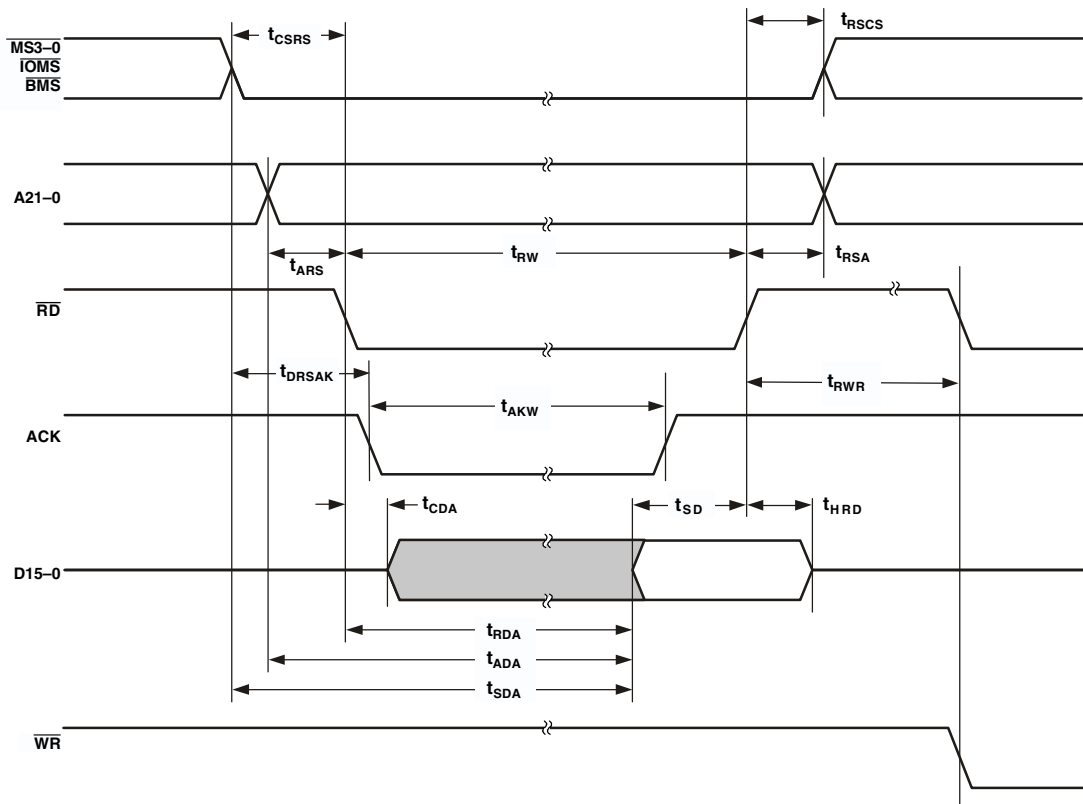 tCSRS
tRSCS
MS3–0
IOMS
BMS
A21–0
tARS
tRW
tRSA
RD
tDRSAK
tAKW
tRWR
ACK
tCDA
tSD
tHRD
D15–0
tRDA
tADA
tSDA
WR